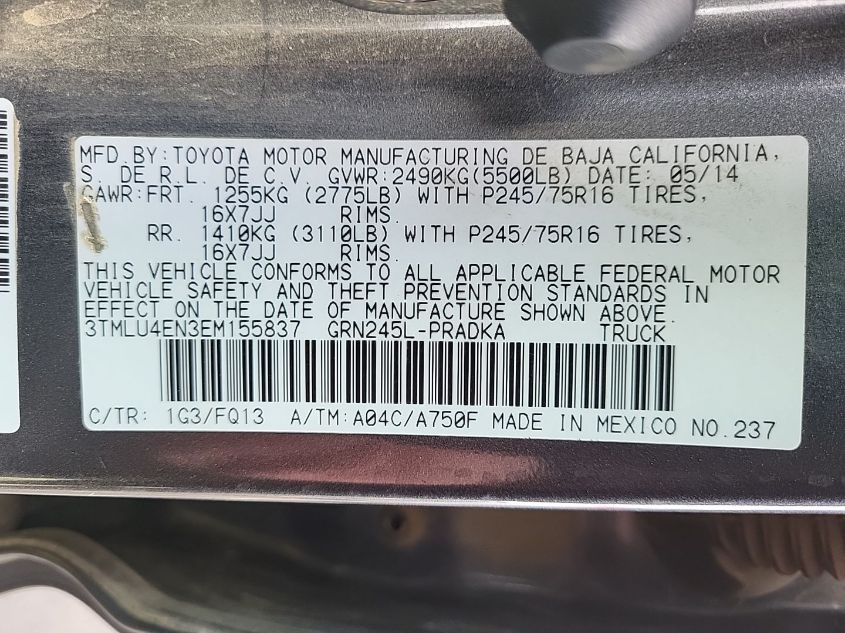 MFD.BY:TOYOTA MOTOR MANUFACTURING DE BAJA CALIFORNIA,
S. DE R.L. DE C.V. GVWR:2490KG(5500LB) DATE: 05/14
GAWR:FRT. 1255KG (2775LB) WITH P245/75R16 TIRES,
16X7JJ RIMS.
RR. 1410KG (3110LB) WITH P245/75R16 TIRES,
16X7JJ RIMS.
THIS VEHICLE CONFORMS TO ALL APPLICABLE FEDERAL MOTOR
VEHICLE SAFETY AND THEFT PREVENTION STANDARDS IN
EFFECT ON THE DATE OF MANUFACTURE SHOWN ABOVE.
3TMLU4EN3EM155837 GRN245L-PRADKA TRUCK
C/TR: 1G3/FQ13 A/TM:A04C/A750F MADE IN MEXICO NO.237